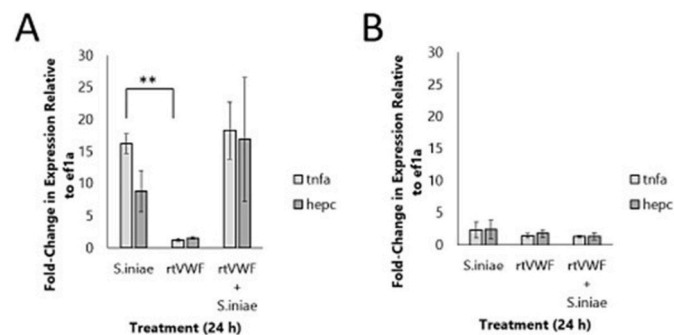 A
Fold-Change in Expression Relative
to ef1a
30
25
20
15
10
5
0
**
S.iniae
rtVWF
rtVWF
+
S.iniae
Treatment (24 h)
tnfa
hepc
B
Fold-Change in Expression Relative
to ef1a
30
25
20
15
10
5
0
S.iniae
rtVWF
rtVWF
+
S.iniae
Treatment (24 h)
tnfa
hepc